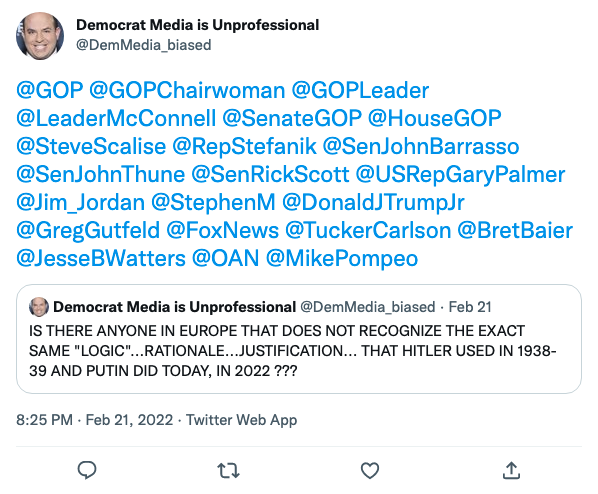 Democrat Media is Unprofessional
@DemMedia_biased
@GOP @GOPChairwoman @GOPLeader
@LeaderMcConnell @SenateGOP @HouseGOP
@SteveScalise @RepStefanik @SenJohnBarrasso
@SenJohnThune @SenRickScott @USRepGaryPalmer
@Jim_Jordan @StephenM @DonaldJTrumpJr
@GregGutfeld @FoxNews @TuckerCarlson @BretBaier
@JesseBWatters @OAN @MikePompeo
Democrat Media is Unprofessional @DemMedia_biased · Feb 21
IS THERE ANYONE IN EUROPE THAT DOES NOT RECOGNIZE THE EXACT
SAME "LOGIC"...RATIONALE...JUSTIFICATION... THAT HITLER USED IN 1938-
39 AND PUTIN DID TODAY, IN 2022 ???
8:25 PM · Feb 21, 2022 · Twitter Web App